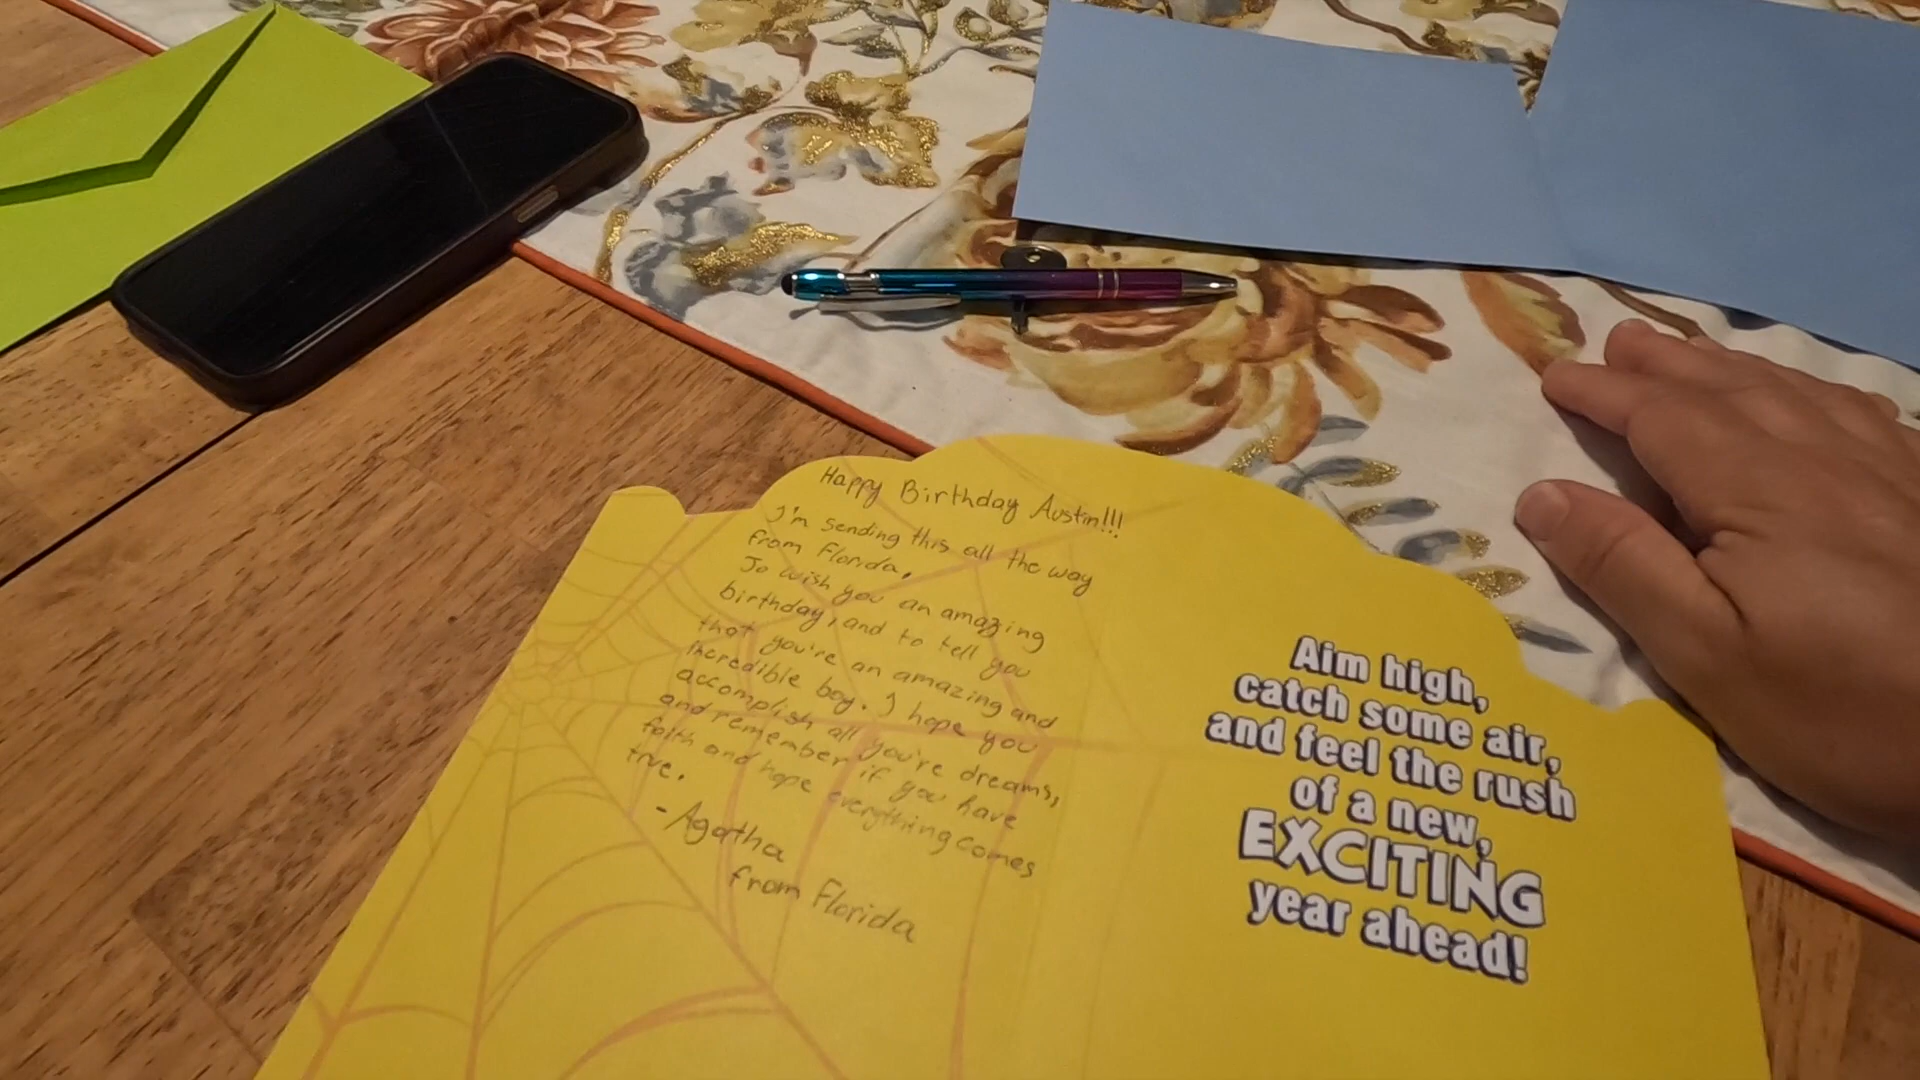 Happy Birthday Austin!!!
I'm sending this all the way
from Florida,
To wish you an amazing
birthday, and to tell you
that you're an amazing and
incredible boy. I hope you
accomplish all you're dreams,
and remember if you have
faith and hope everything comes
true.
- Agatha
from Florida
Aim high,
catch some air,
and feel the rush
of a new,
EXCITING
year ahead!